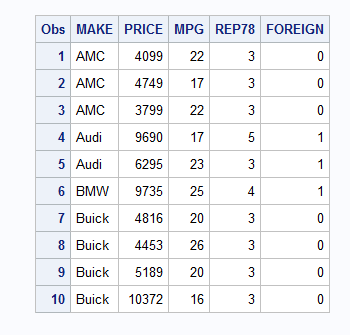 Obs MAKE PRICE MPG REP78 FOREIGN
1 AMC 4099 22 3 0
2 AMC 4749 17 3 0
3 AMC 3799 22 3 0
4 Audi 9690 17 5 1
5 Audi 6295 23 3 1
6 BMW 9735 25 4 1
7 Buick 4816 20 3 0
8 Buick 4453 26 3 0
9 Buick 5189 20 3 0
10 Buick 10372 16 3 0